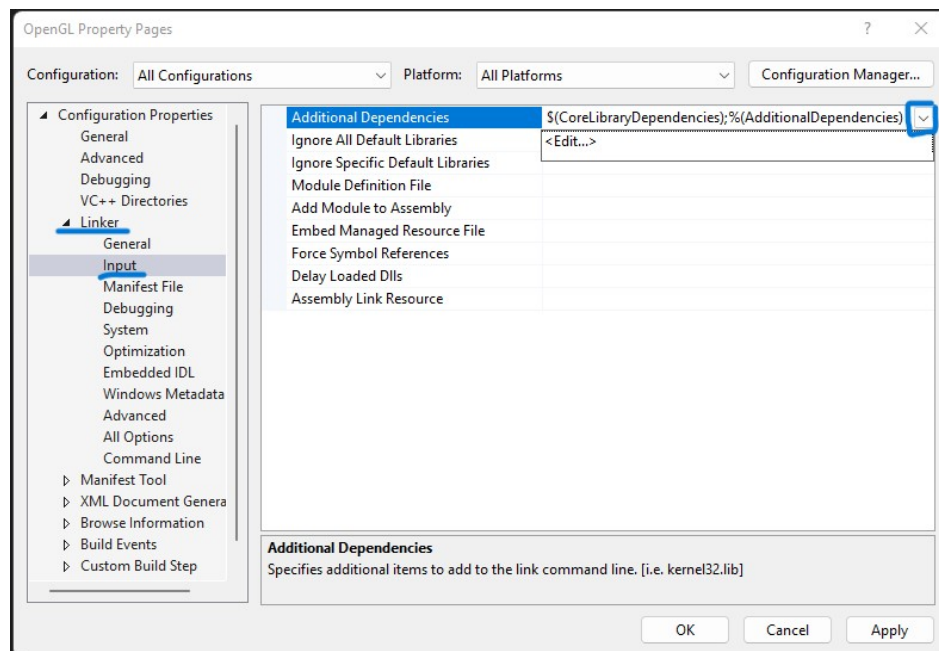 OpenGL Property Pages
Configuration: All Configurations Platform: All Platforms Configuration Manager...
Configuration Properties
General
Advanced
Debugging
VC++ Directories
Linker
General
Input
Manifest File
Debugging
System
Optimization
Embedded IDL
Windows Metadata
Advanced
All Options
Command Line
Manifest Tool
XML Document Genera
Browse Information
Build Events
Custom Build Step
Additional Dependencies $(CoreLibraryDependencies);%(AdditionalDependencies)
Ignore All Default Libraries <Edit...>
Ignore Specific Default Libraries
Module Definition File
Add Module to Assembly
Embed Managed Resource File
Force Symbol References
Delay Loaded Dlls
Assembly Link Resource
Additional Dependencies
Specifies additional items to add to the link command line. [i.e. kernel32.lib]
OK Cancel Apply